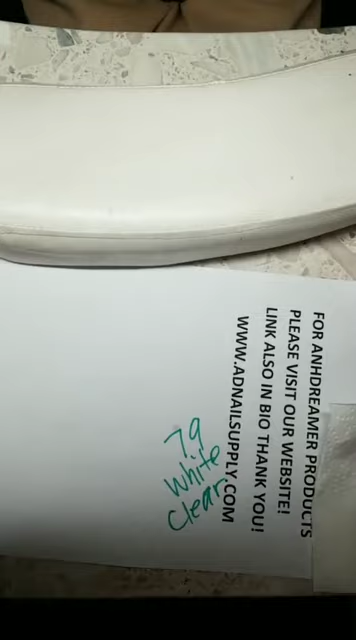 FOR ANHDREAMER PRODUCTS
PLEASE VISIT OUR WEBSITE!
LINK ALSO IN BIO THANK YOU!
WWW.ADNAILSUPPLY.COM
79
White
Clear